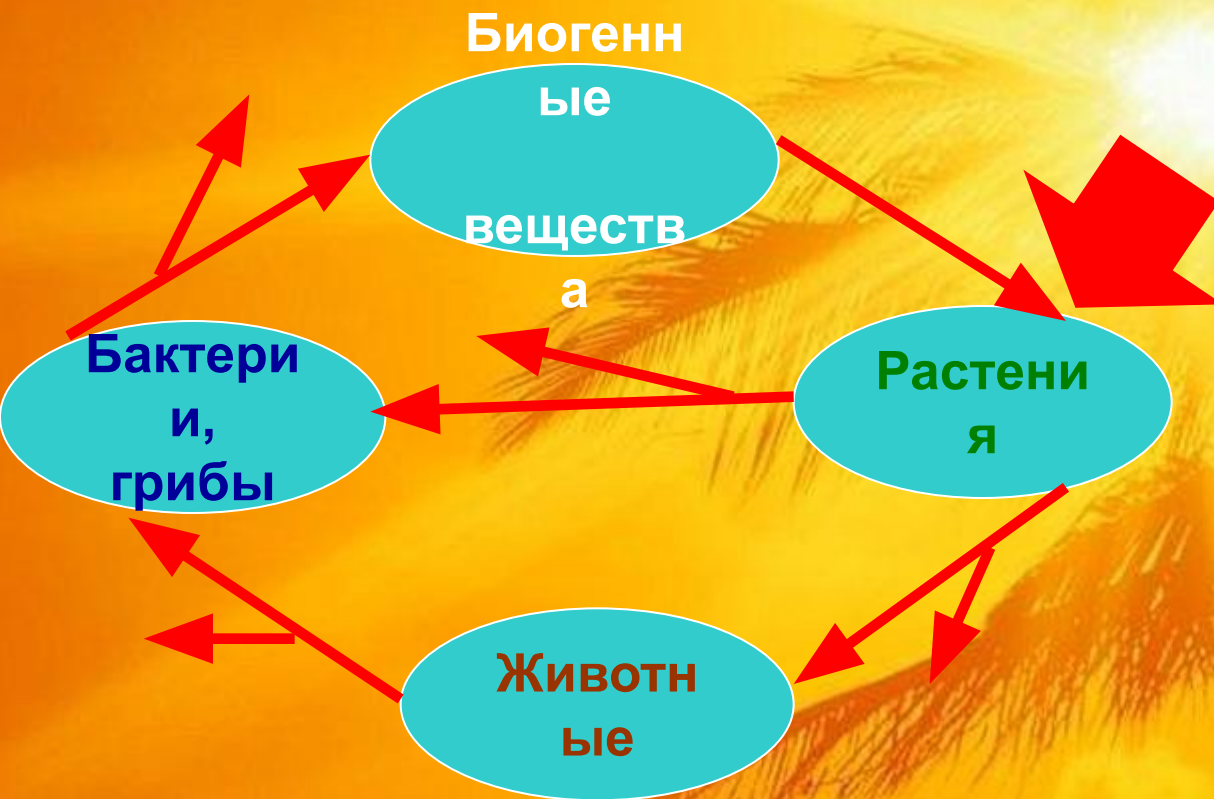 Биогенн
ые
веществ
а
Бактери
и,
грибы
Растени
я
Животн
ые